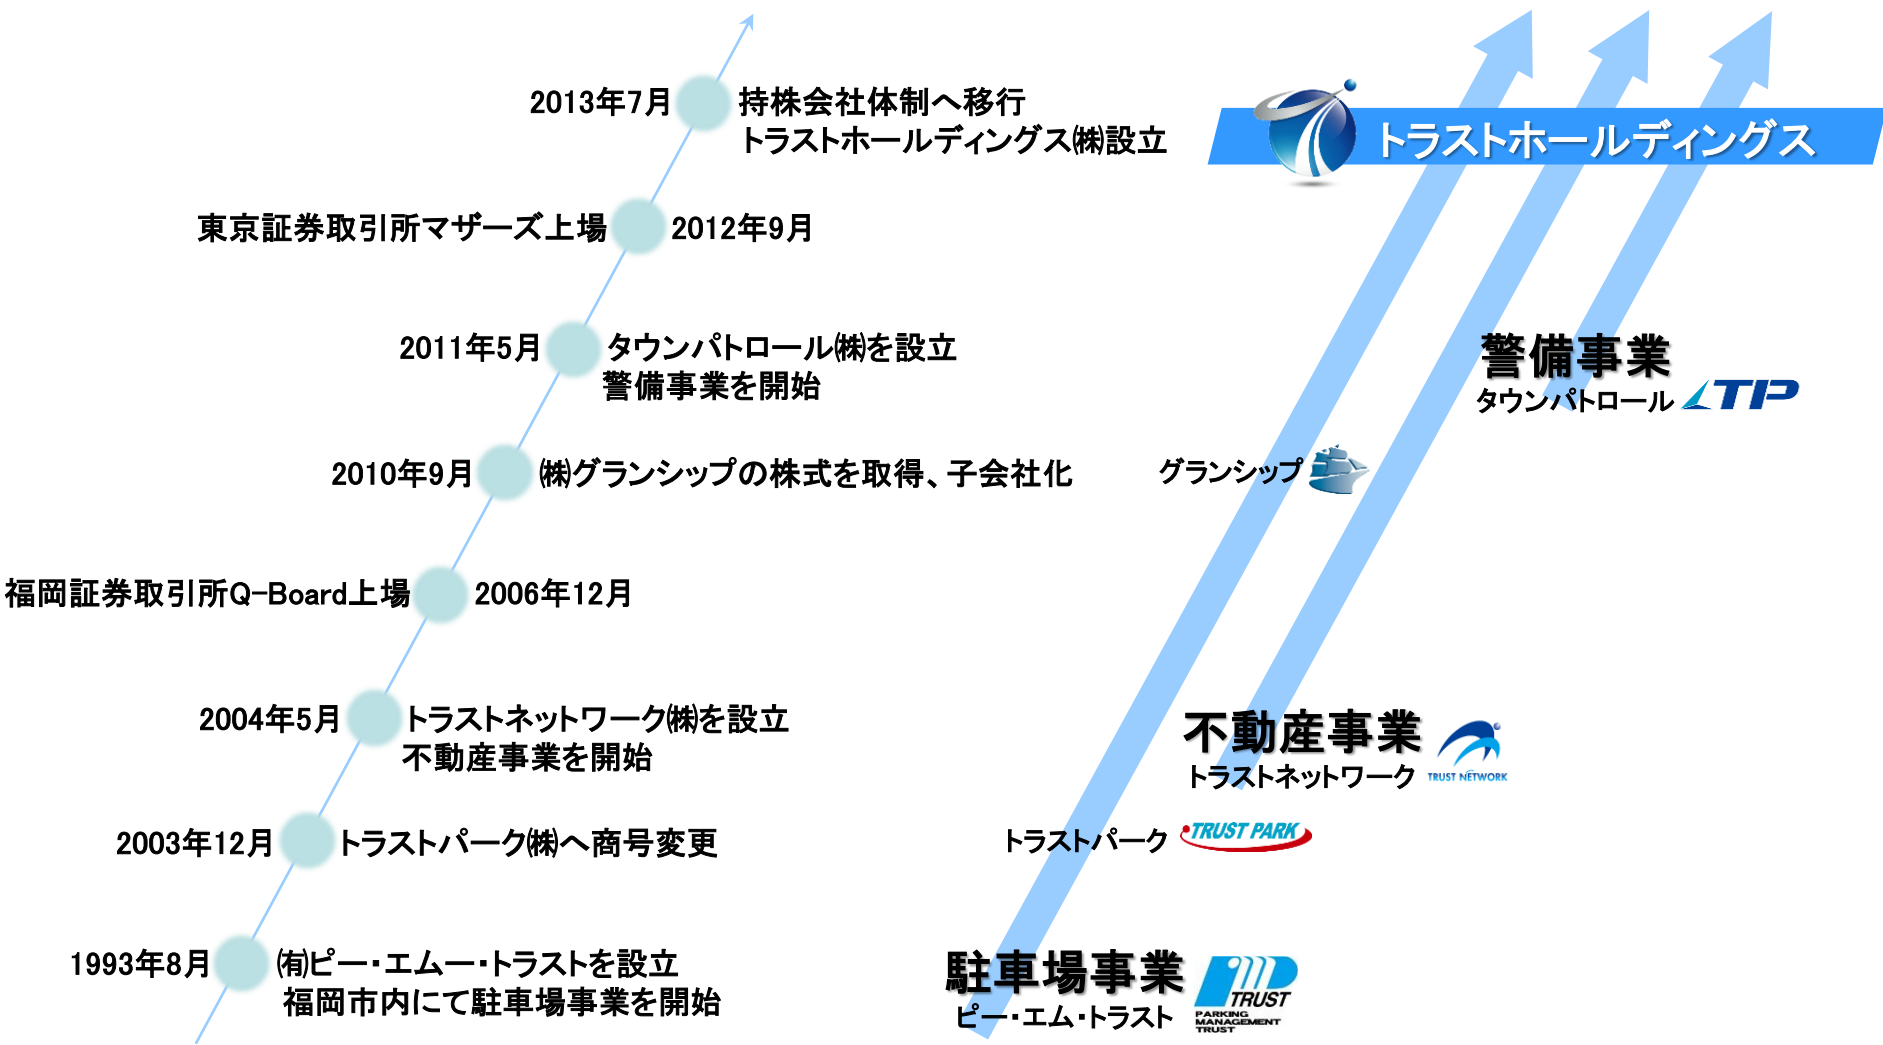 2013年7月
持株会社体制へ移行
トラストホールディングス㈱設立
トラストホールディングス
東京証券取引所マザーズ上場
2012年9月
2011年5月
タウンパトロール㈱を設立
警備事業を開始
警備事業
タウンパトロール
TP
2010年9月
㈱グランシップの株式を取得、子会社化
グランシップ
福岡証券取引所Q-Board上場
2006年12月
2004年5月
トラストネットワーク㈱を設立
不動産事業を開始
不動産事業
トラストネットワーク
TRUST NETWORK
2003年12月
トラストパーク㈱へ商号変更
トラストパーク
TRUST PARK
1993年8月
㈲ピー・エムー・トラストを設立
福岡市内にて駐車場事業を開始
駐車場事業
ピー・エム・トラスト
PM
TRUST
PARKING
MANAGEMENT
TRUST